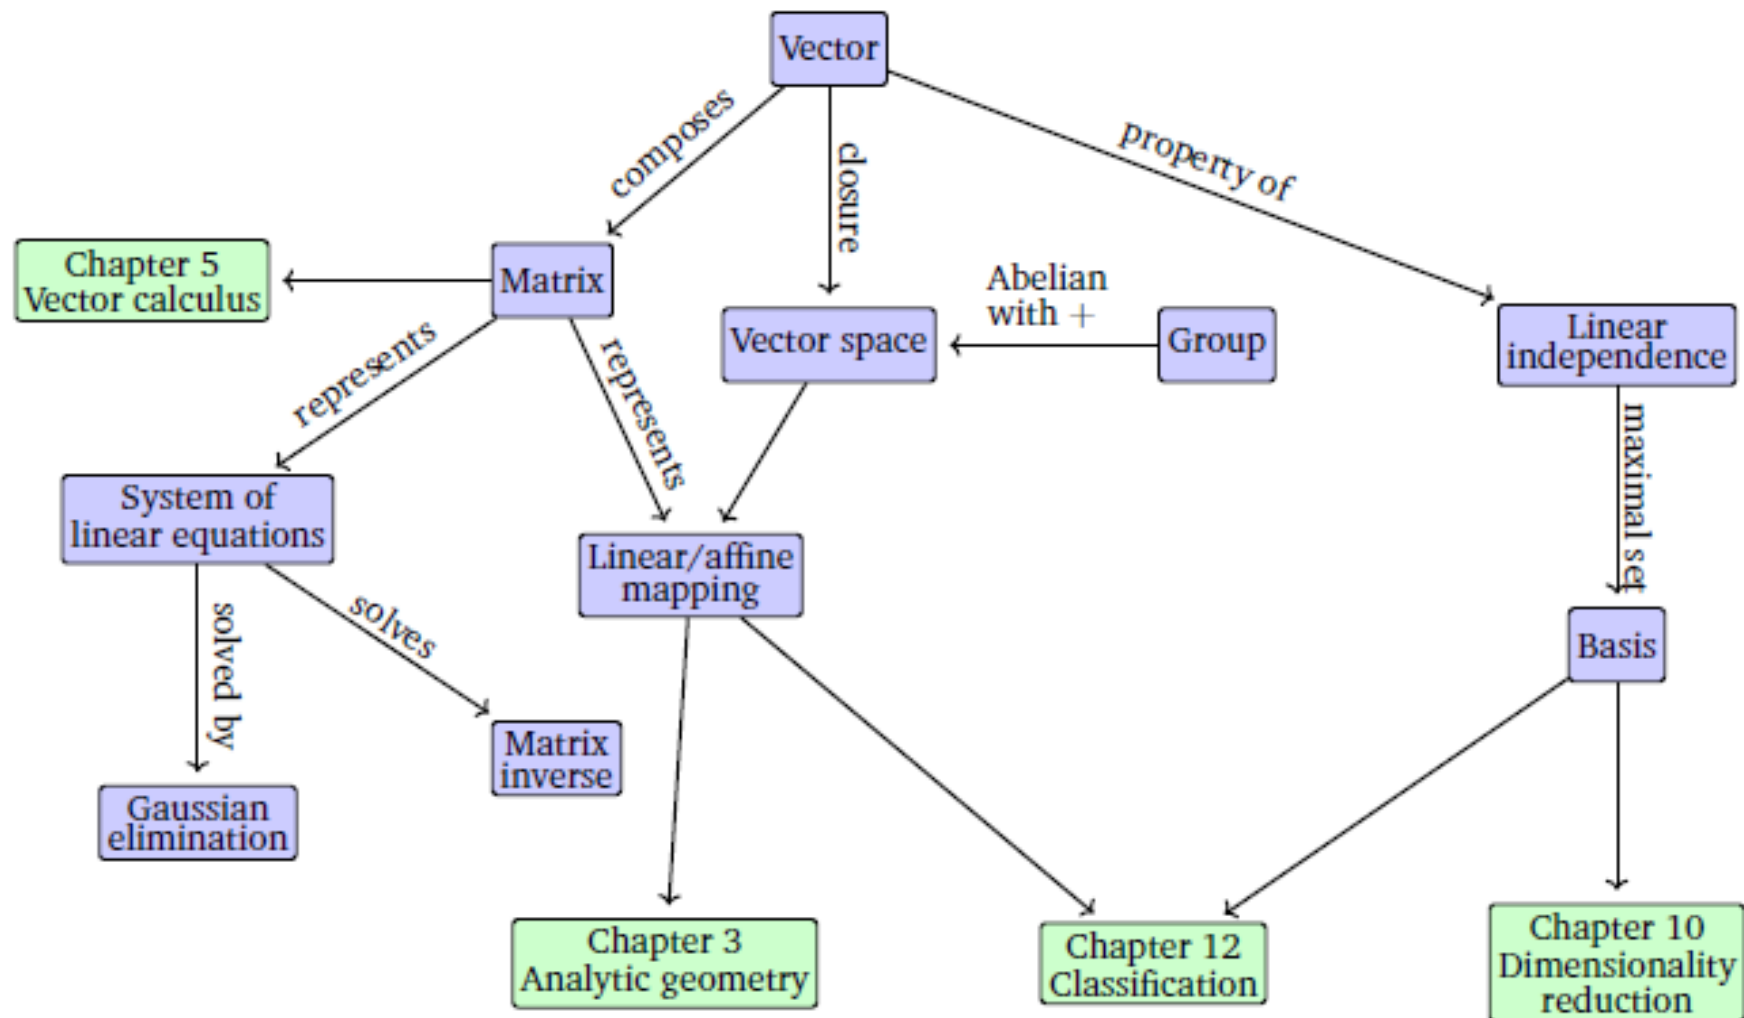 Vector
composes
closure
property of
Chapter 5
Vector calculus
Matrix
Abelian
with +
Vector space
Group
Linear
independence
represents
represents
maximal set
System of
linear equations
Linear/affine
mapping
solved by
solves
Basis
Matrix
inverse
Gaussian
elimination
Chapter 3
Analytic geometry
Chapter 12
Classification
Chapter 10
Dimensionality
reduction